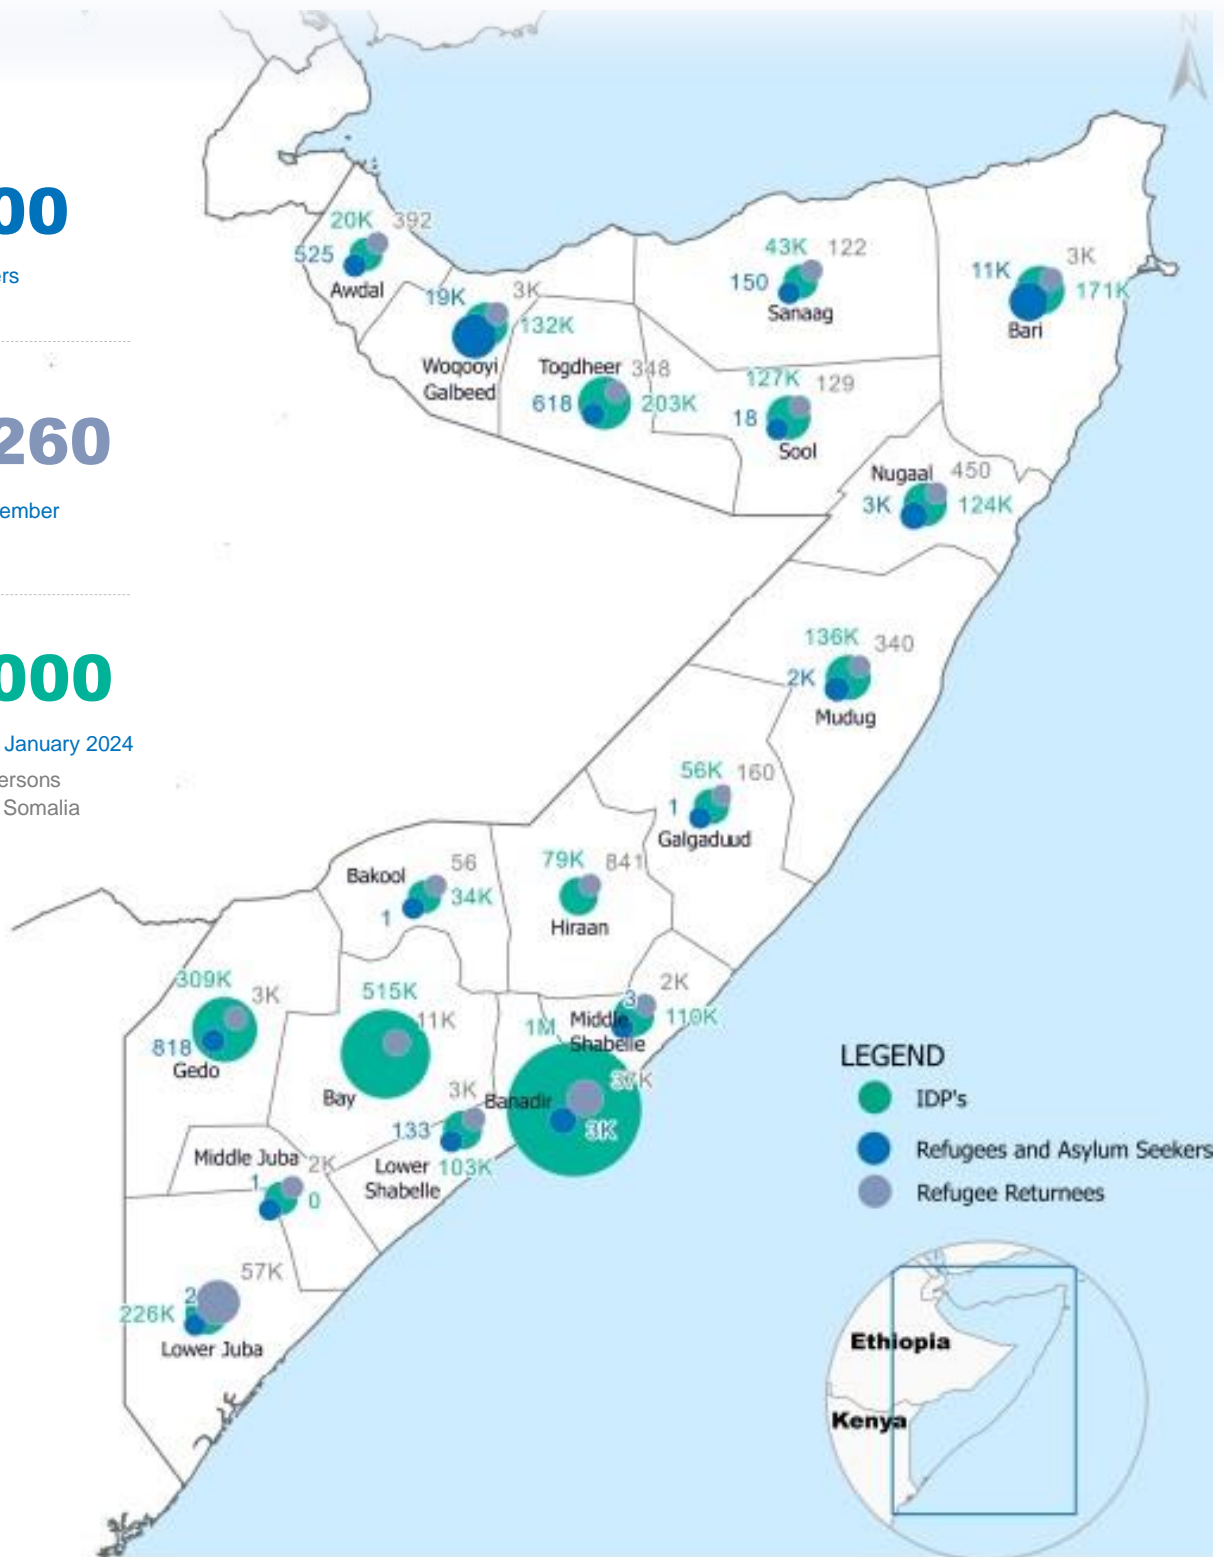 N
00
ers
260
ember
000
January 2024
ersons
Somalia
20K 392
525
Awdal
19K 3K
132K
Woqooyi
Galbeed
Togdheer 348
618 203K
43K 122
150
Sanaag
127K 129
18
Sool
3K
11K 171K
Bari
Nugaal 450
3K 124K
136K 340
2K
Mudug
56K 160
1
Galgaduud
79K 841
Hiraan
56
Bakool
34K
1
309K
3K
818
Gedo
515K
11K
Bay
2K
3
110K
Middle
Shabelle
1M
37K
Banadir
3K
3K
133
Lower 103K
Shabelle
Middle Juba 2K
1
0
57K
2
226K
Lower Juba
LEGEND
IDP's
Refugees and Asylum Seekers
Refugee Returnees
Ethiopia
Kenya